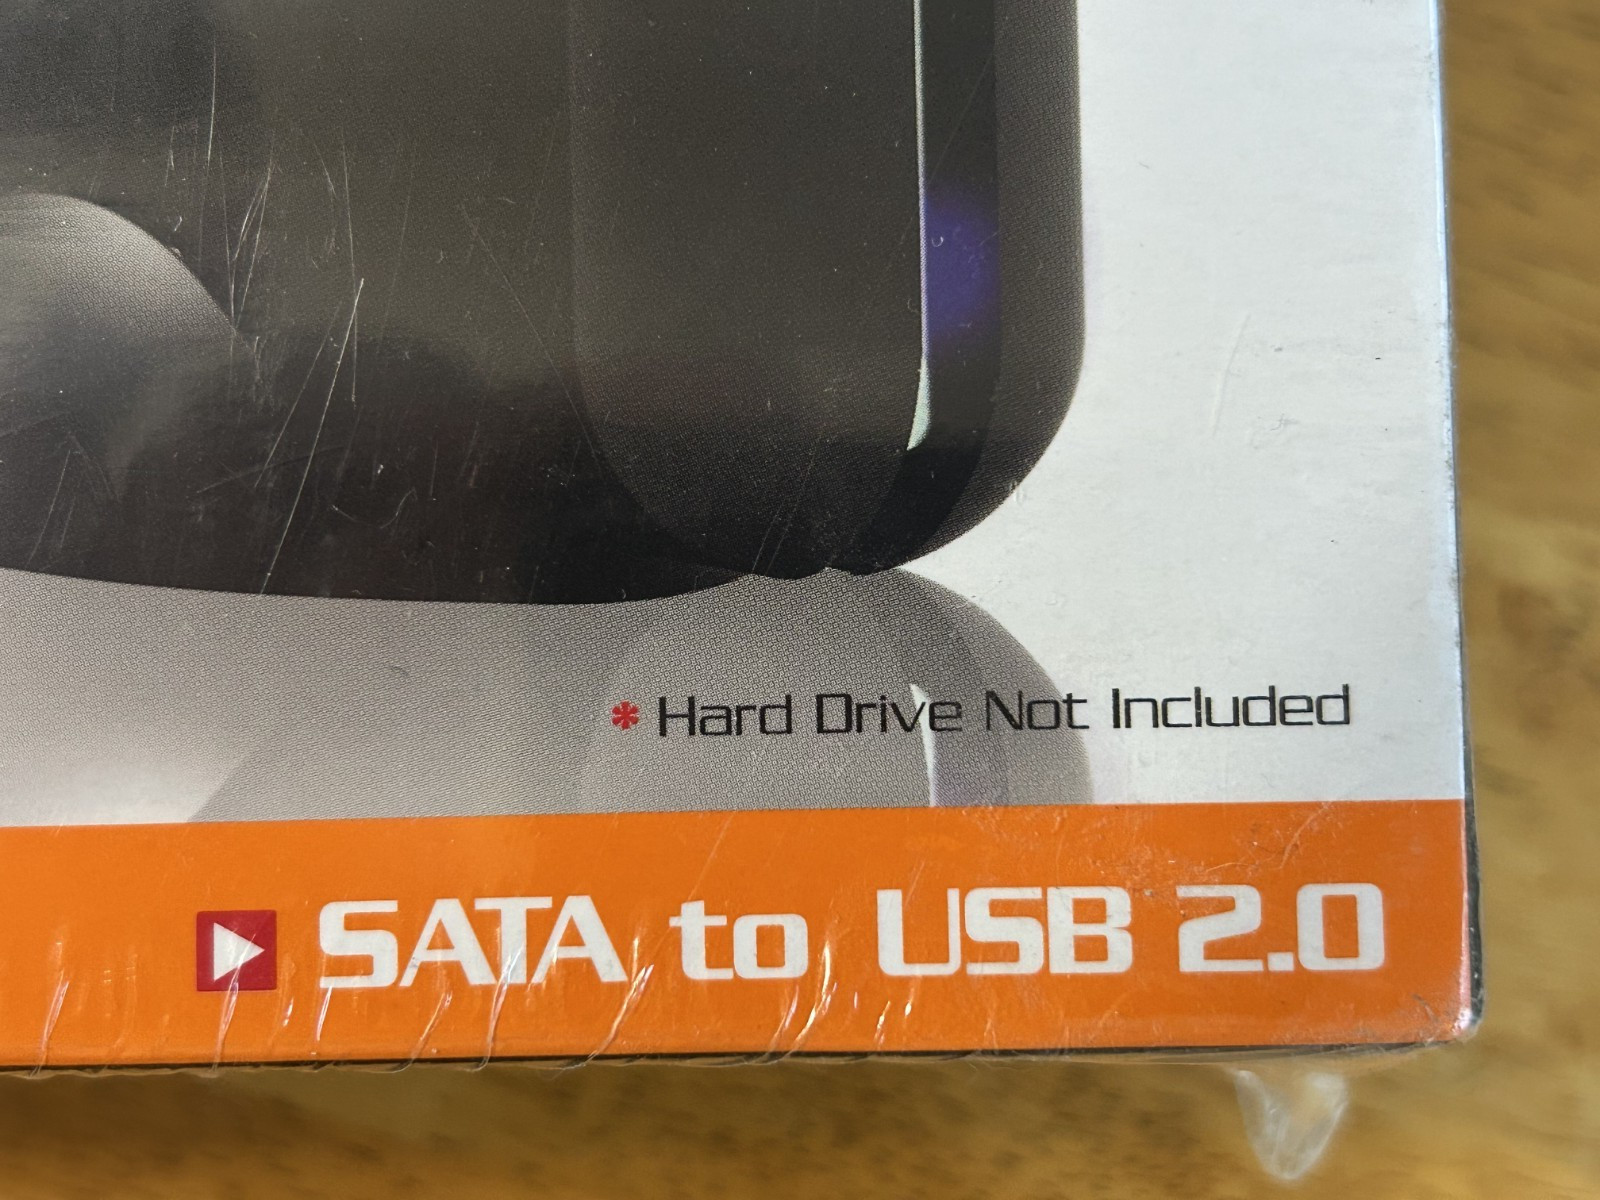 * Hard Drive Not Included
SATA to USB 2.0